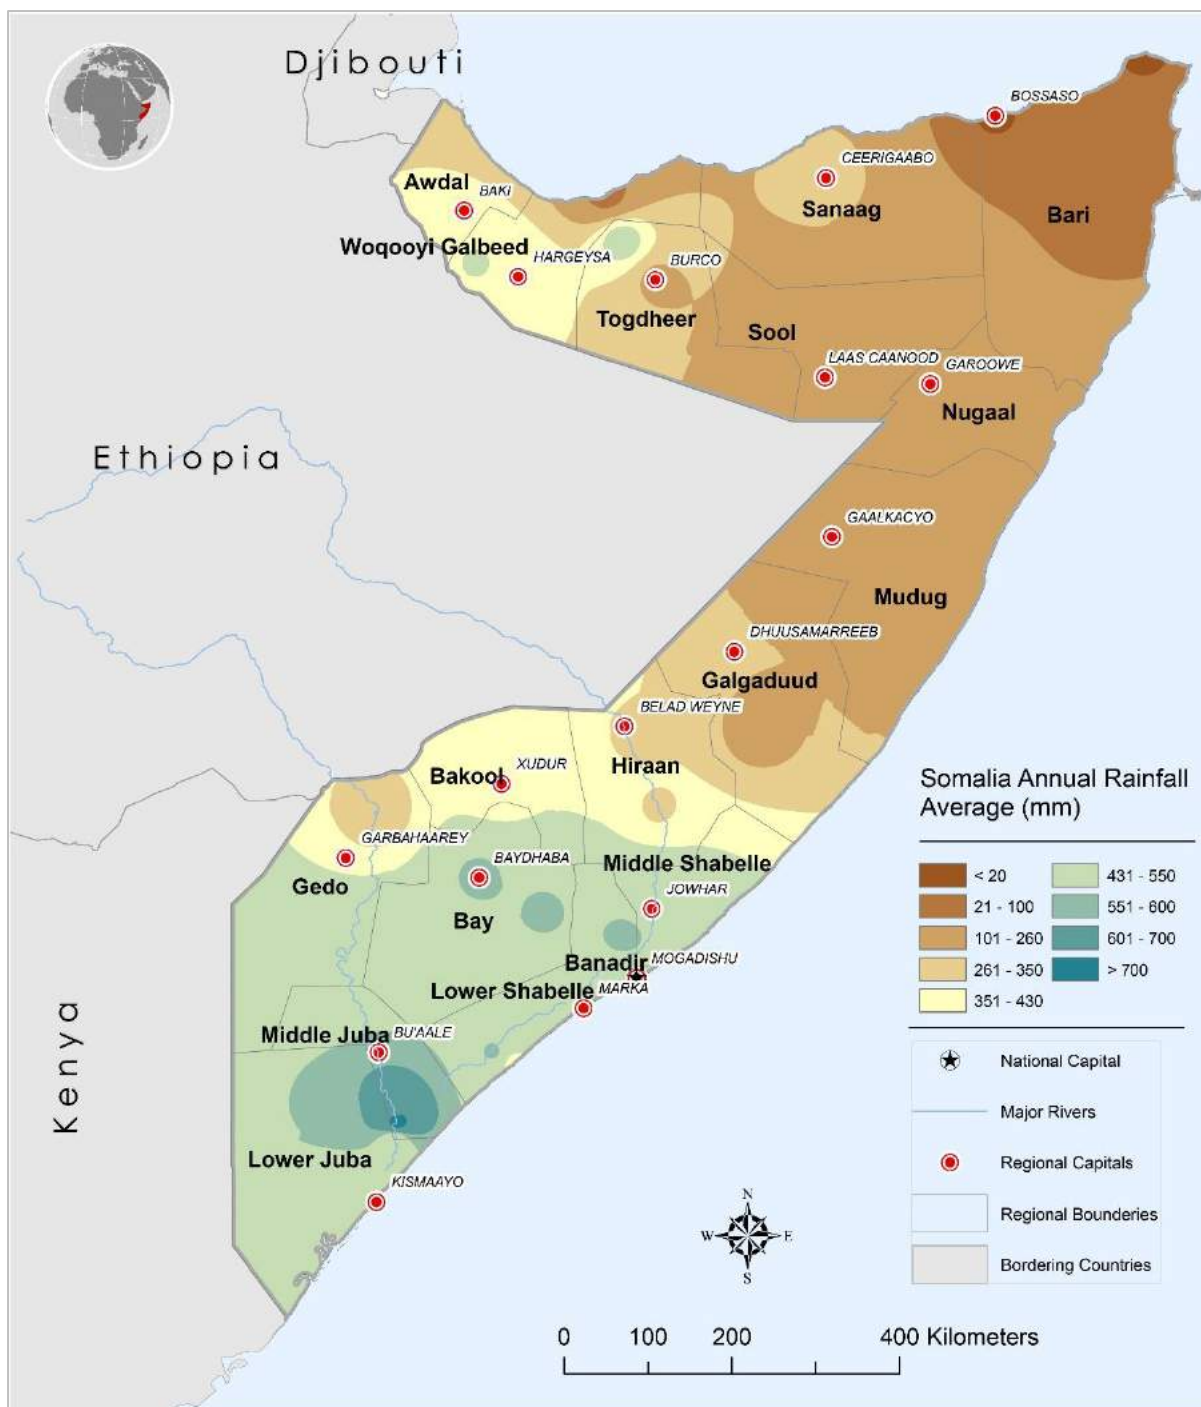 Djibouti
BOSSASO
CEERIGAABO
Awdal
BAKI
Sanaag
Bari
Woqooyi Galbeed
HARGEYSA
BURCO
Togdheer
Sool
LAAS CAANOOD
GAROOWE
Nugaal
Ethiopia
GAALKACYO
Mudug
DHUUSAMARREEB
Galgaduud
BELAD WEYNE
Hiraan
Bakool
XUDUR
GARBAHAAREY
Gedo
BAYDHABA
Bay
Middle Shabelle
JOWHAR
Banadir
MOGADISHU
Lower Shabelle
MARKA
Middle Juba
BU'AALE
Lower Juba
KISMAAYO
Kenya
Somalia Annual Rainfall
Average (mm)
< 20
21 - 100
101 - 260
261 - 350
351 - 430
431 - 550
551 - 600
601 - 700
> 700
National Capital
Major Rivers
Regional Capitals
Regional Bounderies
Bordering Countries
N
W E
S
0 100 200 400 Kilometers